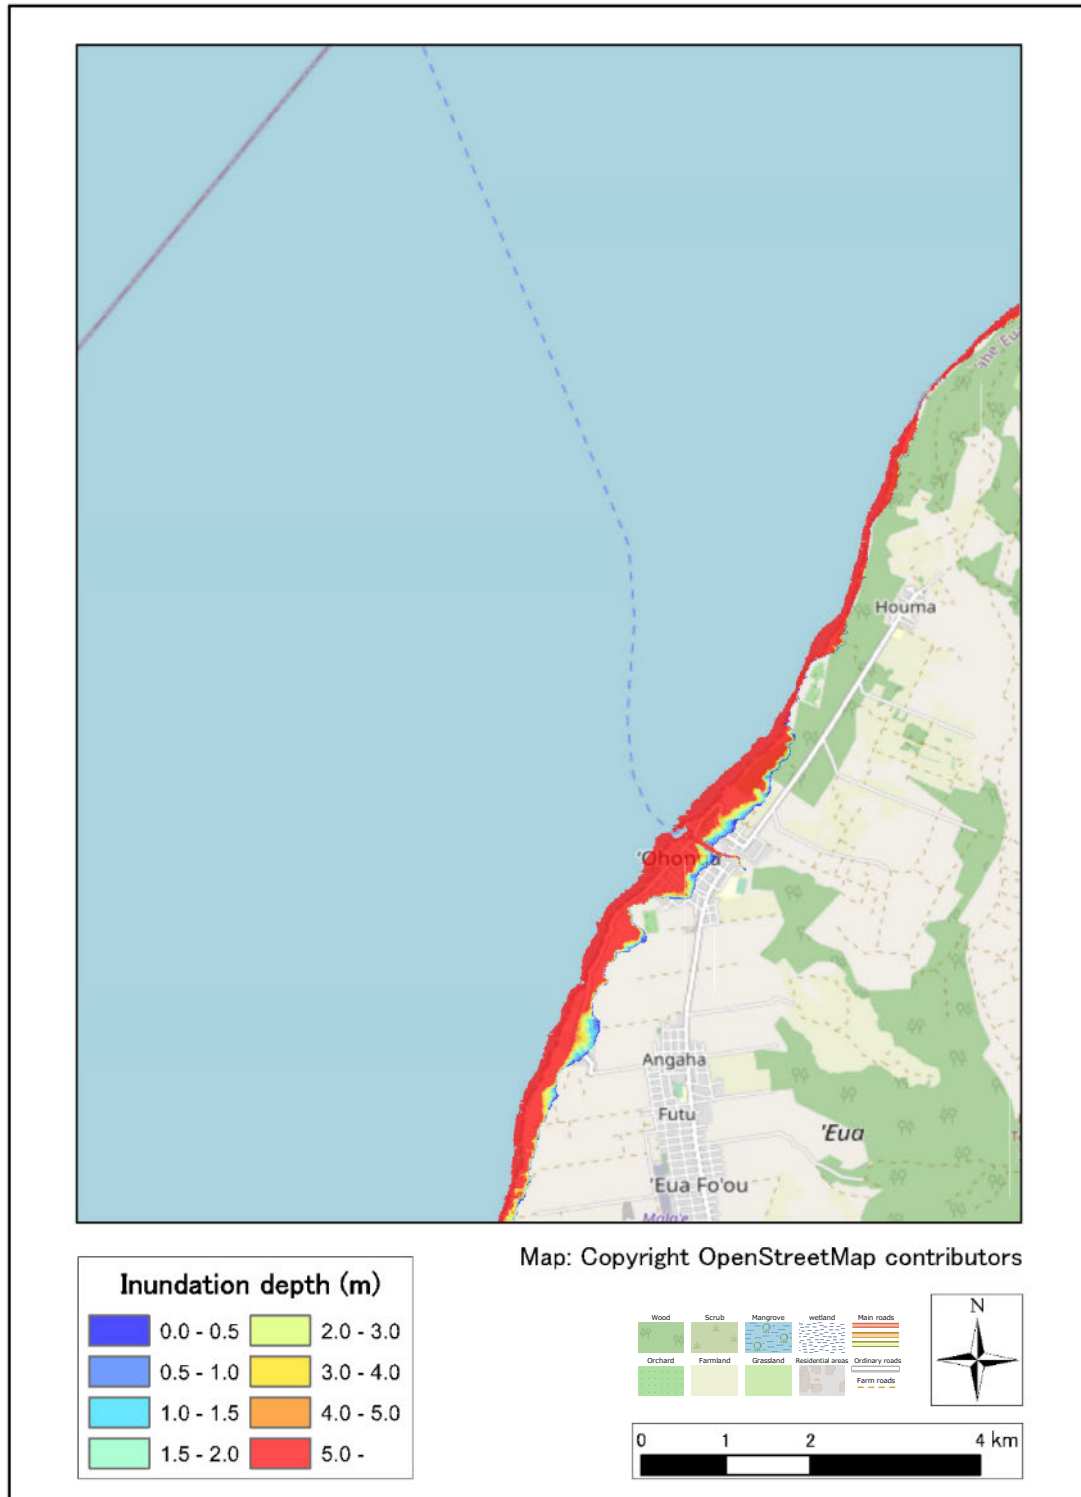 Houma
'Ohonua
Angaha
Futu
'Eua
'Eua Fo'ou
Map: Copyright OpenStreetMap contributors
Inundation depth (m)
0.0 - 0.5
2.0 - 3.0
0.5 - 1.0
3.0 - 4.0
1.0 - 1.5
4.0 - 5.0
1.5 - 2.0
5.0 -
Wood
Scrub
Mangrove
wetland
Main roads
Orchard
Farmland
Grassland
Residential areas
Ordinary roads
Farm roads
N
0 1 2 4 km